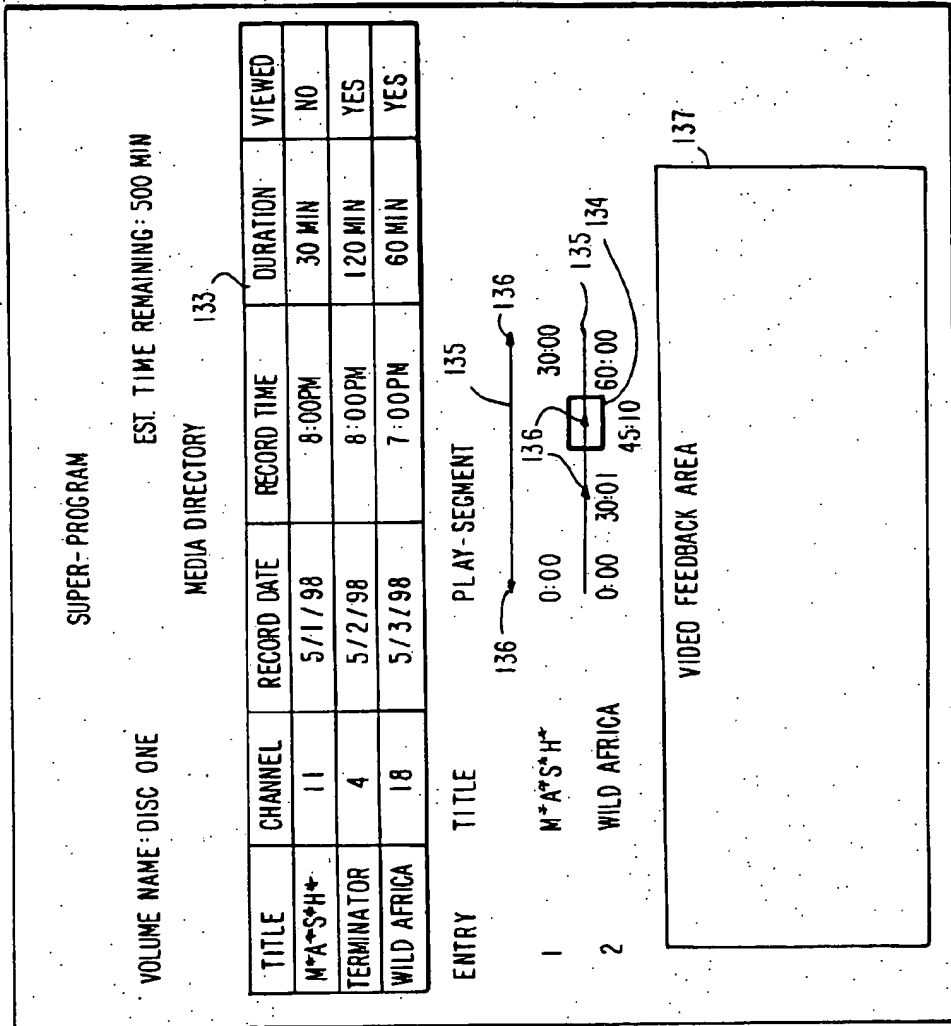 SUPER-PROGRAM
VOLUME NAME: DISC ONE EST. TIME REMAINING: 500 MIN
MEDIA DIRECTORY
133
TITLE CHANNEL RECORD DATE RECORD TIME DURATION VIEWED
M*A*S*H* 11 5/1/98 8:00PM 30 MIN NO
TERMINATOR 4 5/2/98 8:00PM 120 MIN YES
WILD AFRICA 18 5/3/98 7:00PM 60 MIN YES
ENTRY TITLE PLAY-SEGMENT
136 135 136
1 M*A*S*H* 0:00 30:00
136 135 134
2 WILD AFRICA 0:00 30:01 60:00
45:10
137
VIDEO FEEDBACK AREA